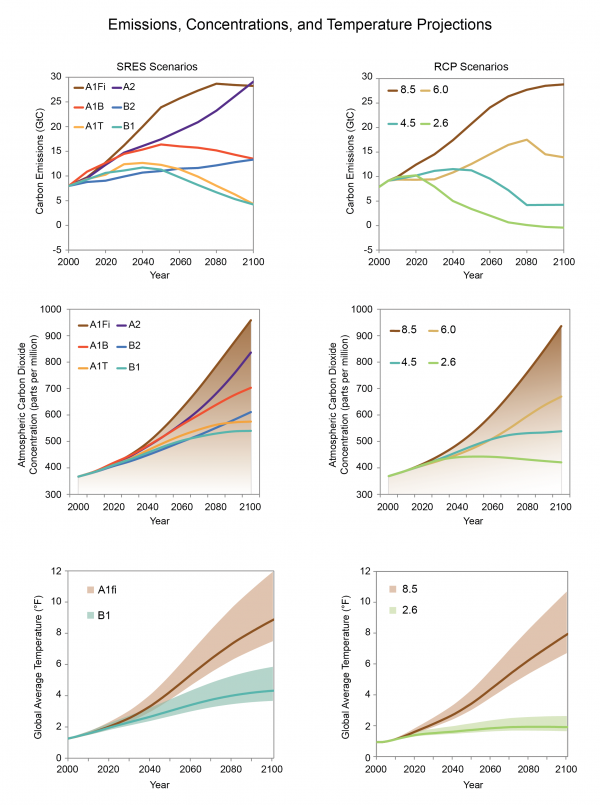 Emissions, Concentrations, and Temperature Projections
SRES Scenarios
Carbon Emissions (GtC)
30
25
20
15
10
5
0
-5
A1Fi A2
A1B B2
A1T B1
2000 2020 2040 2060 2080 2100
Year
RCP Scenarios
Carbon Emissions (GtC)
30
25
20
15
10
5
0
-5
8.5 6.0
4.5 2.6
2000 2020 2040 2060 2080 2100
Year
Atmospheric Carbon Dioxide
Concentration (parts per million)
1000
900
800
700
600
500
400
300
A1Fi A2
A1B B2
A1T B1
2000 2020 2040 2060 2080 2100
Year
Atmospheric Carbon Dioxide
Concentration (parts per million)
1000
900
800
700
600
500
400
300
8.5 6.0
4.5 2.6
2000 2020 2040 2060 2080 2100
Year
Global Average Temperature (°F)
12
10
8
6
4
2
0
A1fi
B1
2000 2020 2040 2060 2080 2100
Year
Global Average Temperature (°F)
12
10
8
6
4
2
0
8.5
2.6
2000 2020 2040 2060 2080 2100
Year